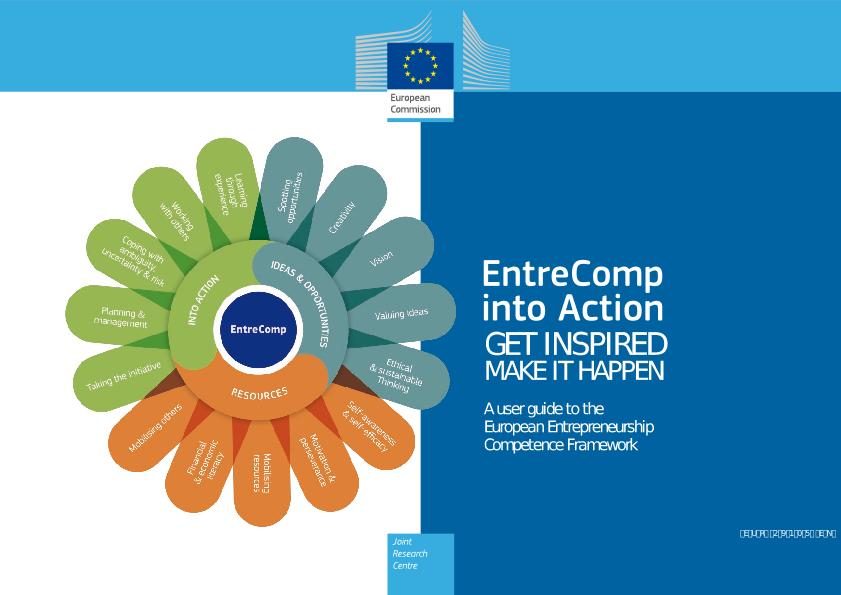 European
Commission
Learning
through
experience
Spotting
opportunities
Working
with others
Creativity
Coping with
ambiguity,
uncertainty & risk
Vision
IDEAS & OPPORTUNITIES
INTO ACTION
Planning &
management
Valuing ideas
EntreComp
Taking the initiative
Ethical
& sustainable
Thinking
RESOURCES
Mobilising others
Self-awareness
& self-efficacy
Financial
& economic
literacy
Mobilising
resources
Motivation &
perseverance
EntreComp
into Action
GET INSPIRED
MAKE IT HAPPEN
A user guide to the
European Entrepreneurship
Competence Framework
EUR 29105 EN
Joint
Research
Centre